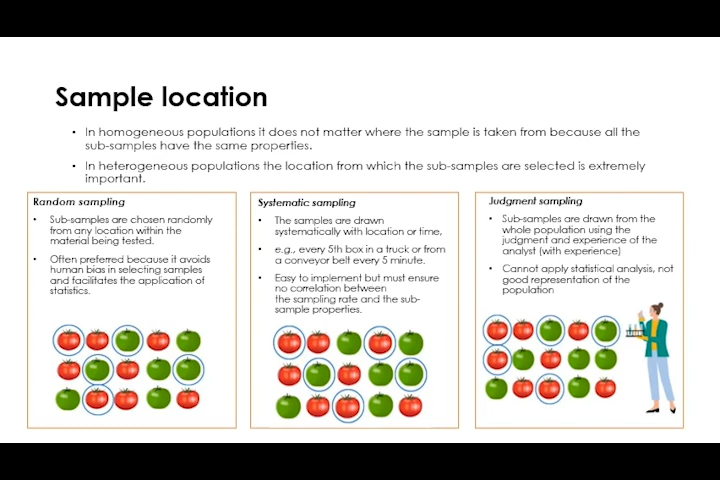 Sample location
• In homogeneous populations it does not matter where the sample is taken from because all the
sub-samples have the same properties.
• In heterogeneous populations the location from which the sub-samples are selected is extremely
important.
Random sampling
• Sub-samples are chosen randomly
from any location within the
material being tested.
• Often preferred because it avoids
human bias in selecting samples
and facilitates the application of
statistics.
Systematic sampling
• The samples are drawn
systematically with location or time,
• e.g., every 5th box in a truck or from
a conveyor belt every 5 minute.
• Easy to implement but must ensure
no correlation between
the sampling rate and the sub-
sample properties.
Judgment sampling
• Sub-samples are drawn from the
whole population using the
judgment and experience of the
analyst (with experience)
• Cannot apply statistical analysis, not
good representation of the
population